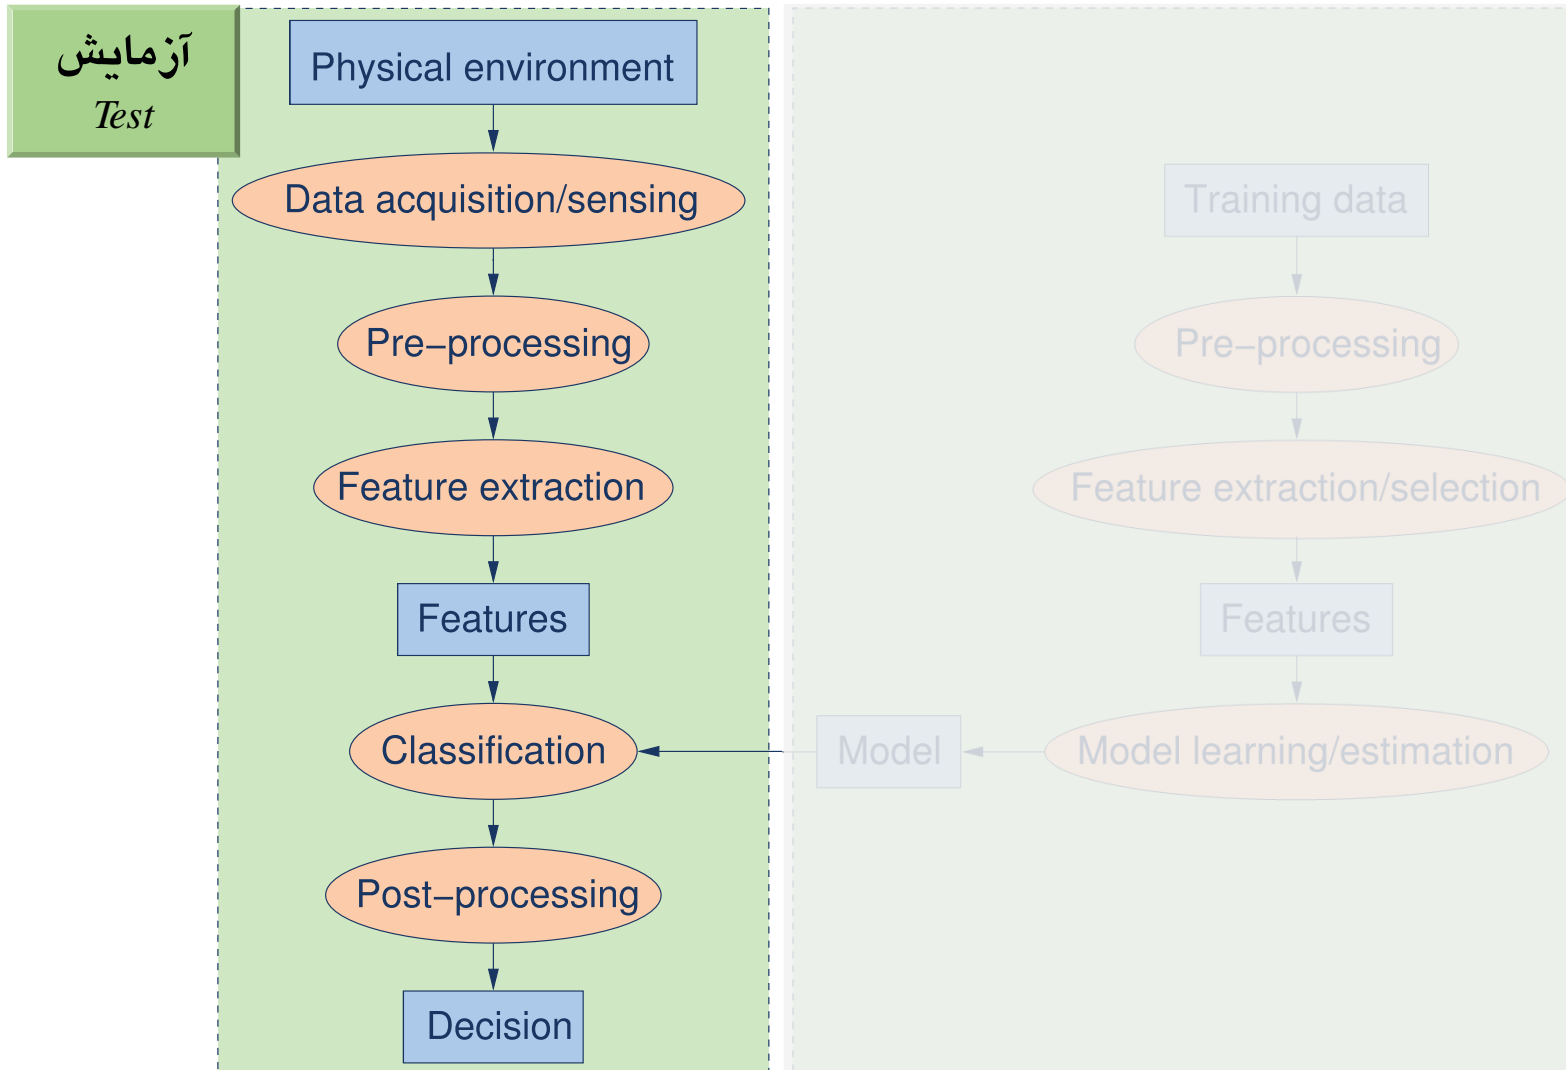 آزمایش
Test
Physical environment
Data acquisition/sensing
Pre–processing
Feature extraction
Features
Classification
Post–processing
Decision
Training data
Pre–processing
Feature extraction/selection
Features
Model learning/estimation
Model